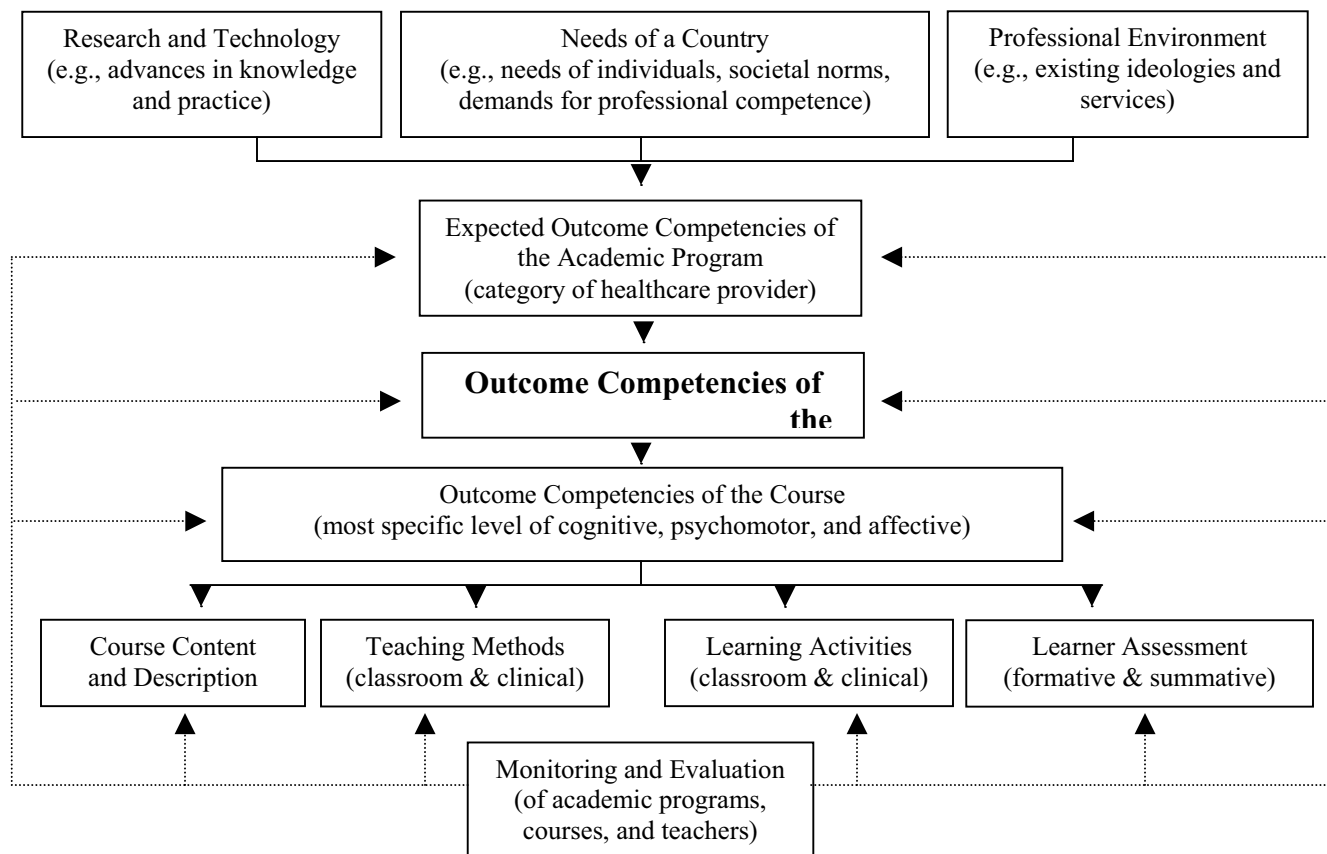 Research and Technology
(e.g., advances in knowledge
and practice)
Needs of a Country
(e.g., needs of individuals, societal norms,
demands for professional competence)
Professional Environment
(e.g., existing ideologies and
services)
Expected Outcome Competencies of
the Academic Program
(category of healthcare provider)
Outcome Competencies of
the
Outcome Competencies of the Course
(most specific level of cognitive, psychomotor, and affective)
Course Content
and Description
Teaching Methods
(classroom & clinical)
Learning Activities
(classroom & clinical)
Learner Assessment
(formative & summative)
Monitoring and Evaluation
(of academic programs,
courses, and teachers)